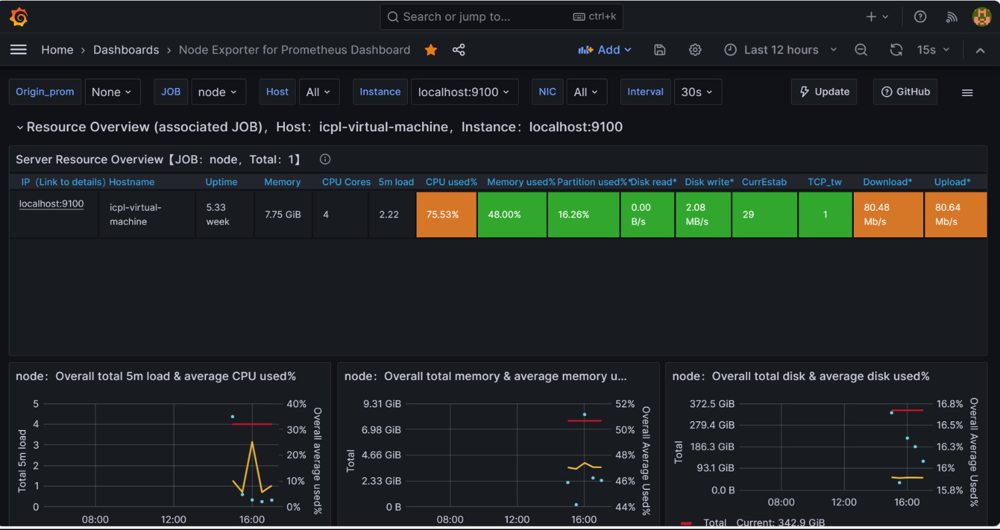 Search or jump to... ctrl+k
Home › Dashboards › Node Exporter for Prometheus Dashboard Add Last 12 hours 15s
Origin_prom None JOB node Host All Instance localhost:9100 NIC All Interval 30s Update GitHub
Resource Overview (associated JOB)，Host：icpl-virtual-machine，Instance：localhost:9100
Server Resource Overview【JOB：node，Total：1】
IP（Link to details) Hostname Uptime Memory CPU Cores 5m load CPU used% Memory used% Partition used%* Disk read* Disk write* CurrEstab TCP_tw Download* Upload*
localhost:9100 icpl-virtual-machine 5.33 week 7.75 GiB 4 2.22 75.53% 48.00% 16.26% 0.00 B/s 2.08 MB/s 29 1 80.48 Mb/s 80.64 Mb/s
node：Overall total 5m load & average CPU used%
Total 5m load
5
4
3
2
1
0
40%
30%
20%
10%
0%
Overall average used%
08:00 12:00 16:00
node：Overall total memory & average memory u...
Total
9.31 GiB
6.98 GiB
4.66 GiB
2.33 GiB
0 B
52%
50%
48%
46%
44%
Overall Average Used%
08:00 12:00 16:00
node：Overall total disk & average disk used%
Total
372.5 GiB
279.4 GiB
186.3 GiB
93.1 GiB
0.0 B
16.8%
16.5%
16.3%
16%
15.8%
Overall Average Used%
08:00 12:00 16:00
Total Current: 342.9 GiB